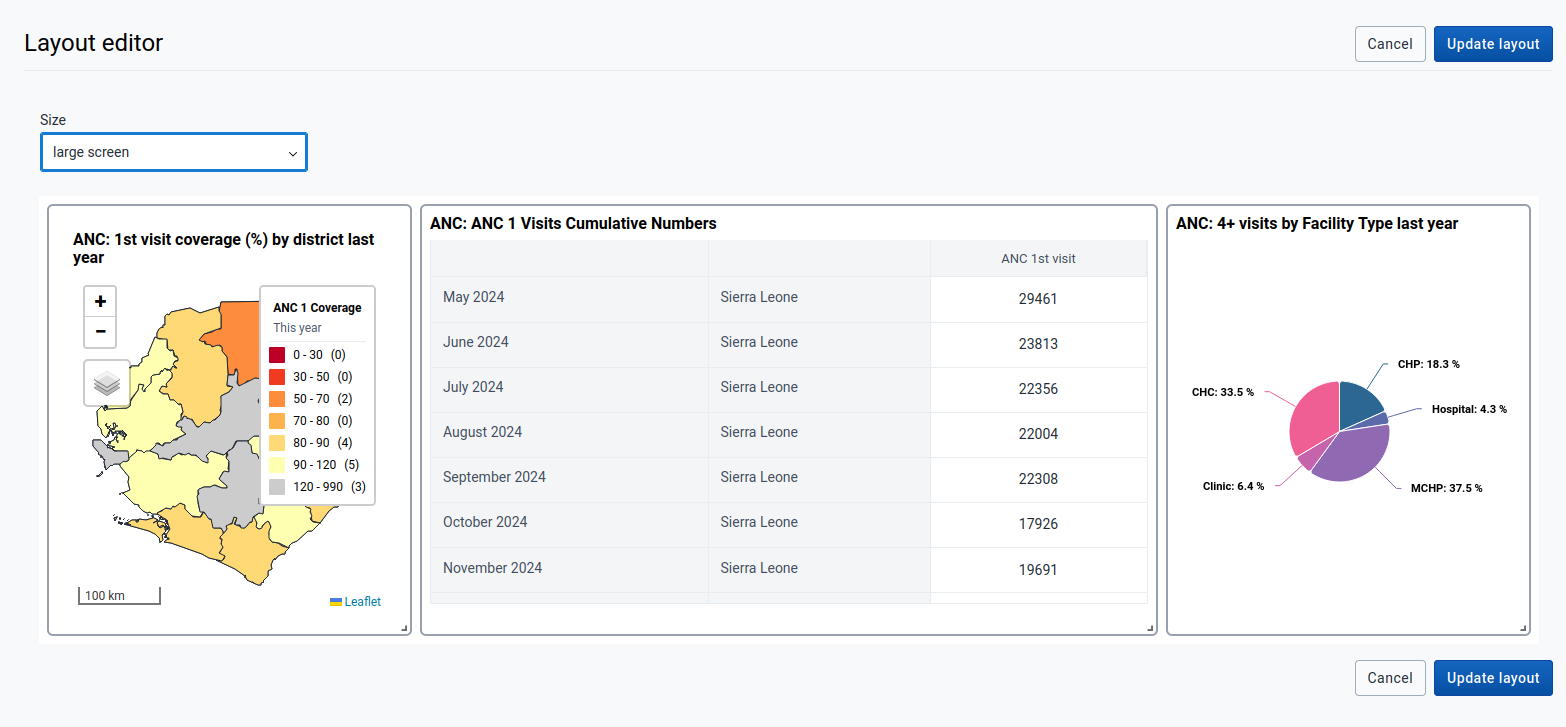 Layout editor
Cancel
Update layout
Size
large screen
ANC: 1st visit coverage (%) by district last
year
+
−
ANC 1 Coverage
This year
0 - 30 (0)
30 - 50 (0)
50 - 70 (2)
70 - 80 (0)
80 - 90 (4)
90 - 120 (5)
120 - 990 (3)
100 km
Leaflet
ANC: ANC 1 Visits Cumulative Numbers
ANC 1st visit
May 2024 Sierra Leone 29461
June 2024 Sierra Leone 23813
July 2024 Sierra Leone 22356
August 2024 Sierra Leone 22004
September 2024 Sierra Leone 22308
October 2024 Sierra Leone 17926
November 2024 Sierra Leone 19691
ANC: 4+ visits by Facility Type last year
CHP: 18.3 %
CHC: 33.5 %
Hospital: 4.3 %
Clinic: 6.4 %
MCHP: 37.5 %
Cancel
Update layout